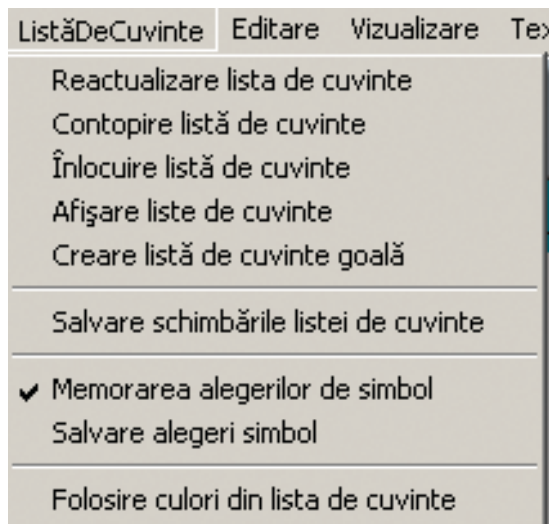 ListăDeCuvinte Editare Vizualizare
Reactualizare lista de cuvinte
Contopire listă de cuvinte
Înlocuire listă de cuvinte
Afişare liste de cuvinte
Creare listă de cuvinte goală
Salvare schimbările listei de cuvinte
Memorarea alegerilor de simbol
Salvare alegeri simbol
Folosire culori din lista de cuvinte